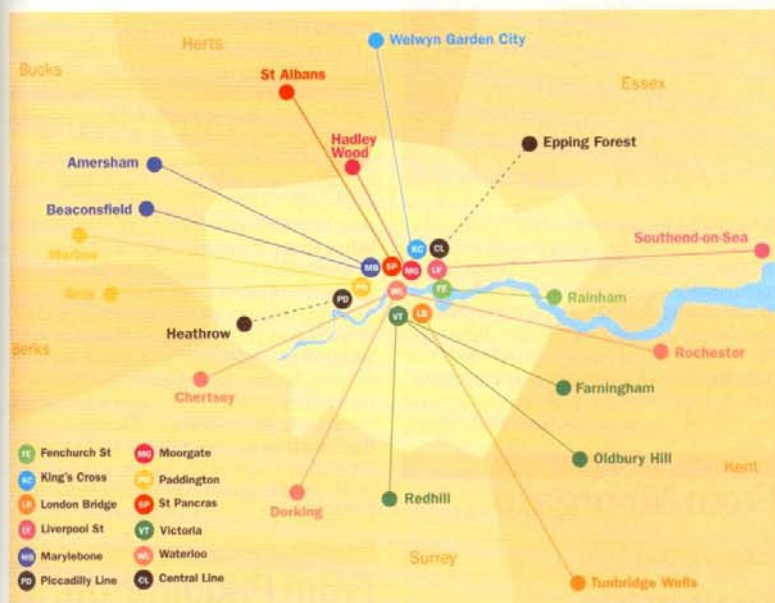 Welwyn Garden City
Herts
Bucks
St Albans
Essex
Hadley
Wood
Epping Forest
Amersham
Beaconsfield
Southend-on-Sea
Marlow
KC
CL
MB
SP
MG
LV
PD
WL
FE
Bray
PD
Rainham
Heathrow
VT
LB
Berks
Rochester
Chertsey
Farningham
FE Fenchurch St
MG Moorgate
KC King's Cross
Paddington
Oldbury Hill
Kent
LB London Bridge
SP St Pancras
Dorking
Redhill
LV Liverpool St
VT Victoria
MB Marylebone
WL Waterloo
Surrey
PD Piccadilly Line
CL Central Line
Tunbridge Wells